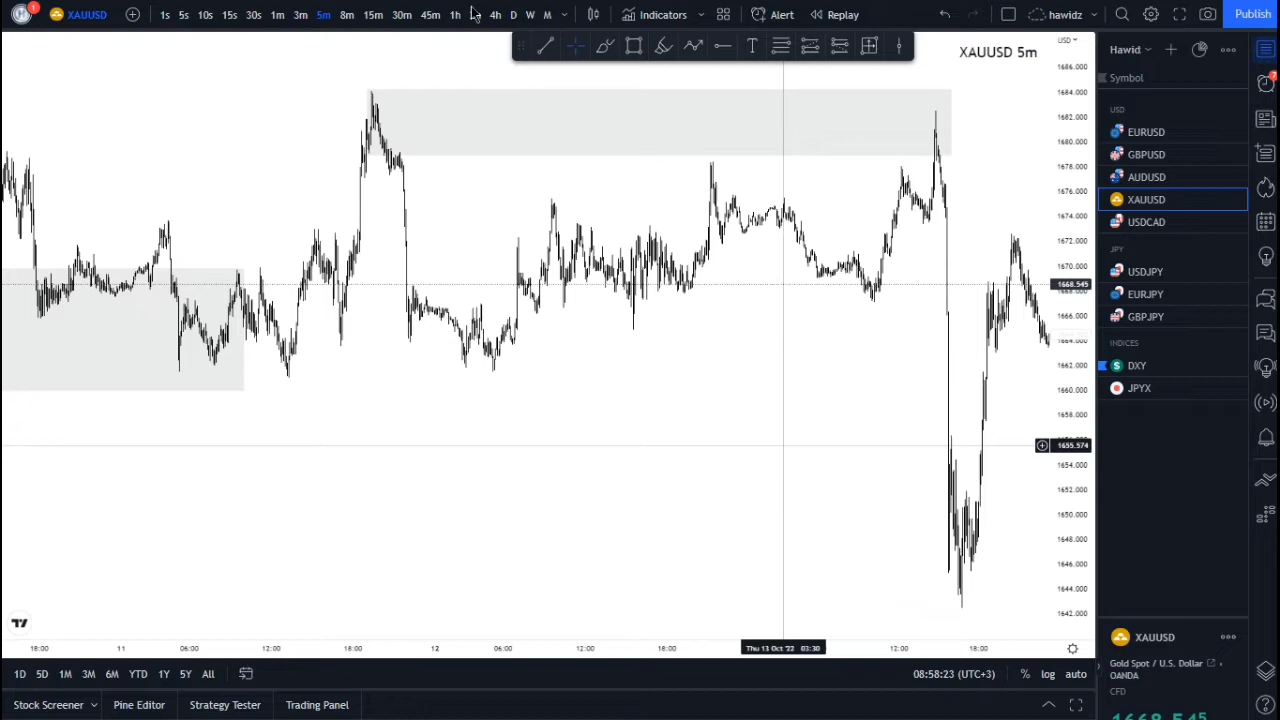 1
XAUUSD
1s 5s 10s 15s 30s 1m 3m 5m 8m 15m 30m 45m 1h 4h D W M
Indicators
Alert
Replay
hawidz
Publish
XAUUSD 5m
USD
1686.000
1684.000
1682.000
1680.000
1678.000
1676.000
1674.000
1672.000
1670.000
1668.545
1666.000
1664.000
1662.000
1660.000
1658.000
1655.574
1654.000
1652.000
1650.000
1648.000
1646.000
1644.000
1642.000
18:00 11 06:00 12:00 18:00 12 06:00 12:00 18:00 Thu 13 Oct '22 03:30 12:00 18:00
1D 5D 1M 3M 6M YTD 1Y 5Y All
08:58:23 (UTC+3) % log auto
Stock Screener Pine Editor Strategy Tester Trading Panel
Hawid
7
Symbol
USD
EURUSD
GBPUSD
AUDUSD
XAUUSD
USDCAD
JPY
USDJPY
EURJPY
GBPJPY
INDICES
DXY
JPYX
XAUUSD
Gold Spot / U.S. Dollar
OANDA
CFD
1668.545